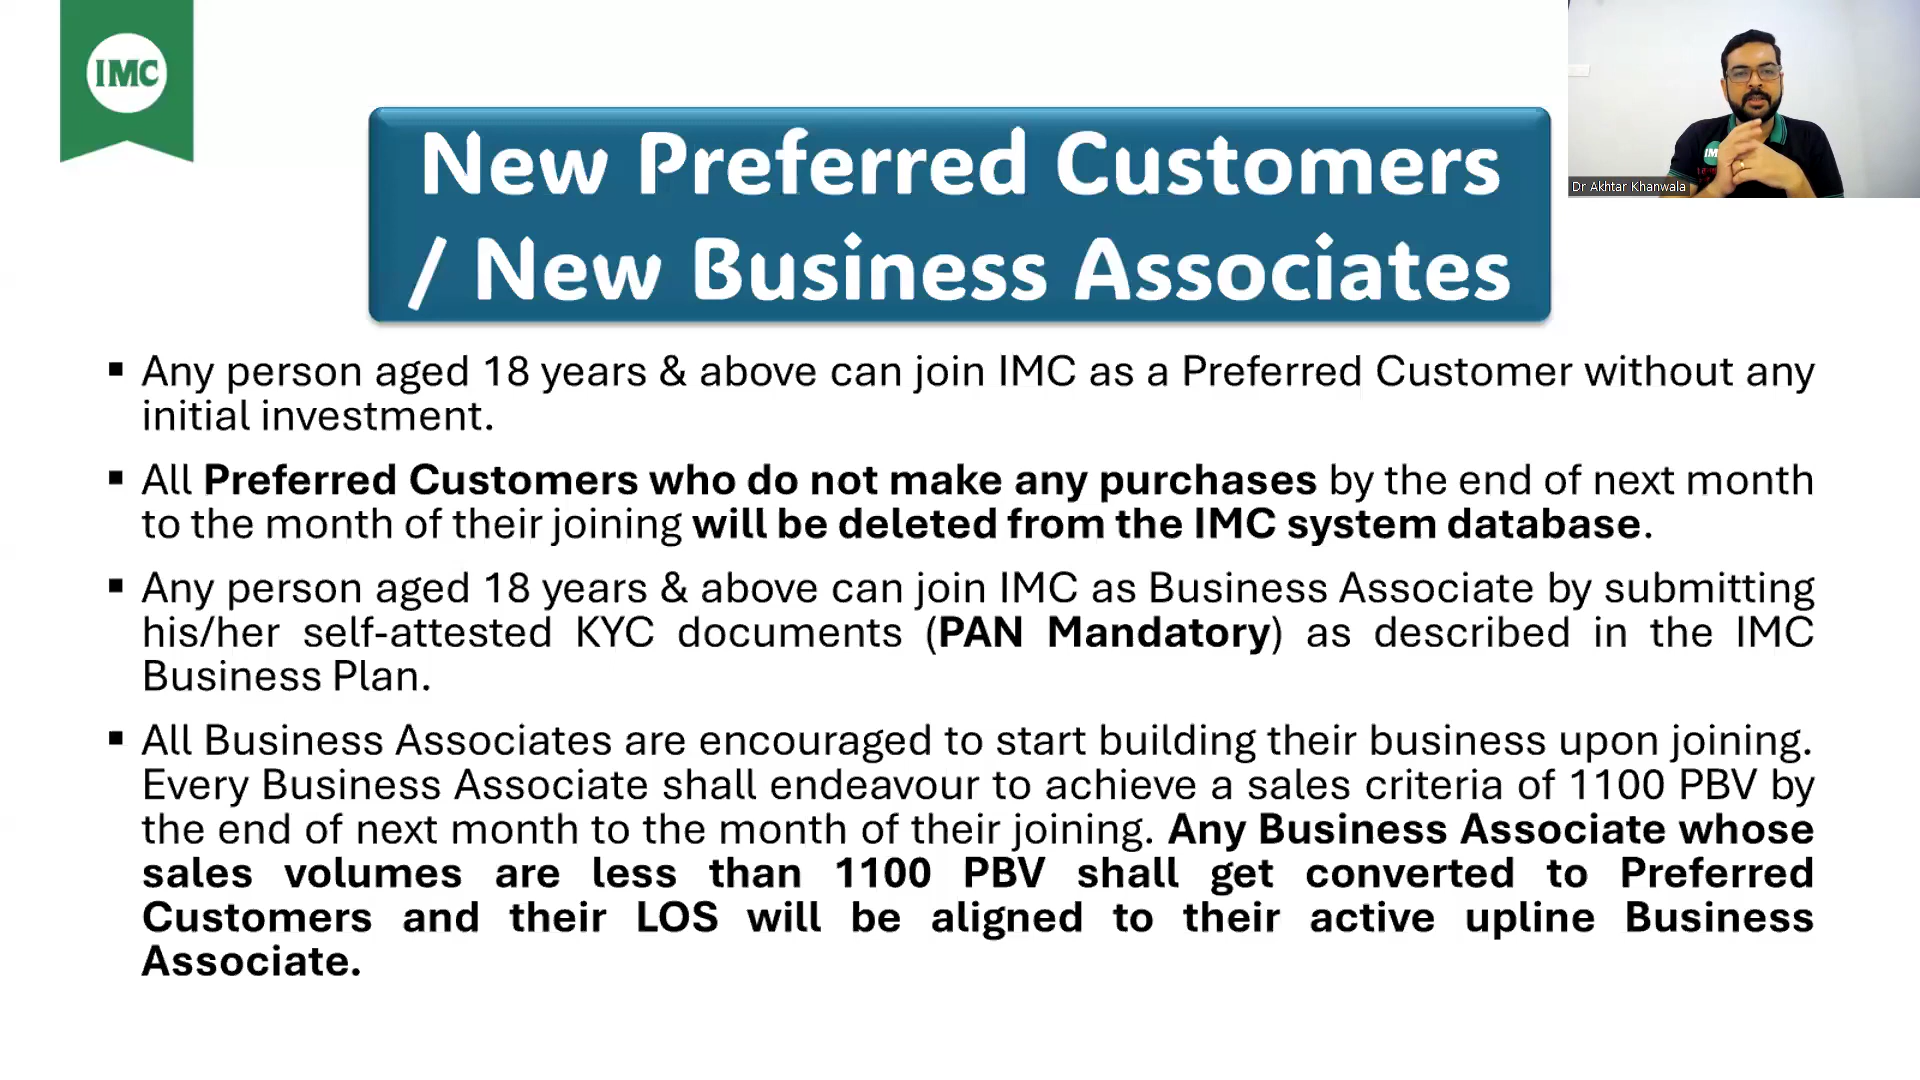 IMC
New Preferred Customers
/ New Business Associates
IM
Dr Akhtar Khanwala
▪ Any person aged 18 years & above can join IMC as a Preferred Customer without any
initial investment.
▪ All Preferred Customers who do not make any purchases by the end of next month
to the month of their joining will be deleted from the IMC system database.
▪ Any person aged 18 years & above can join IMC as Business Associate by submitting
his/her self-attested KYC documents (PAN Mandatory) as described in the IMC
Business Plan.
▪ All Business Associates are encouraged to start building their business upon joining.
Every Business Associate shall endeavour to achieve a sales criteria of 1100 PBV by
the end of next month to the month of their joining. Any Business Associate whose
sales volumes are less than 1100 PBV shall get converted to Preferred
Customers and their LOS will be aligned to their active upline Business
Associate.